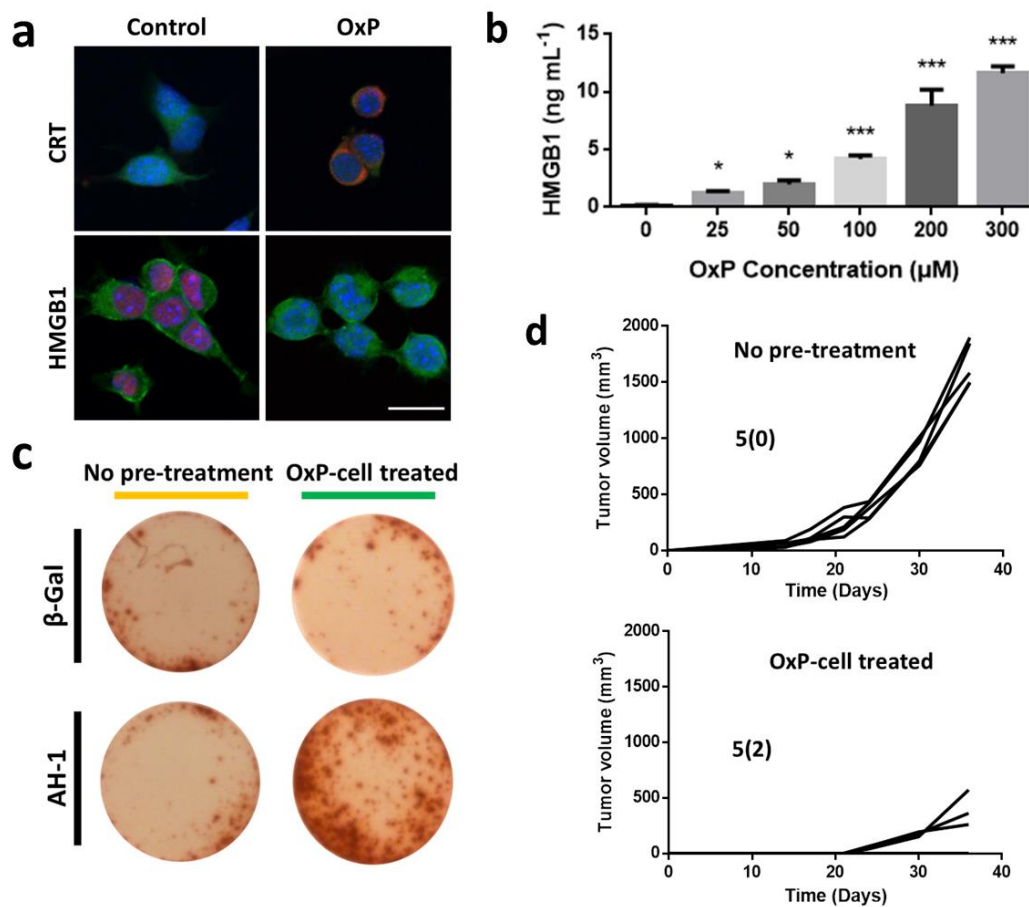 a
Control
OxP
CRT
HMGB1
b
HMGB1 (ng mL⁻¹)
15
10
5
0
*
*
***
***
***
0
25
50
100
200
300
OxP Concentration (µM)
c
No pre-treatment
OxP-cell treated
β-Gal
AH-1
d
Tumor volume (mm³)
2000
1500
1000
500
0
No pre-treatment
5(0)
0
10
20
30
40
Time (Days)
Tumor volume (mm³)
2000
1500
1000
500
0
OxP-cell treated
5(2)
0
10
20
30
40
Time (Days)